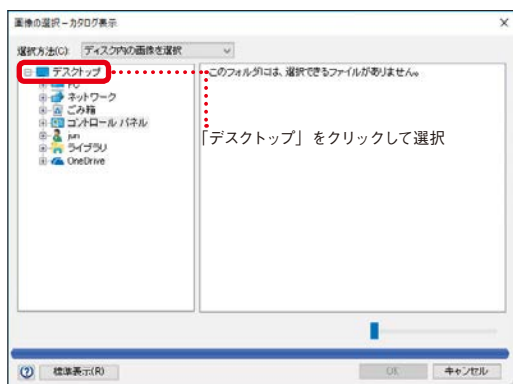 画像の選択 – カタログ表示
選択方法(C): ディスク内の画像を選択
デスクトップ
このフォルダには、選択できるファイルがありません。
PC
ネットワーク
ごみ箱
コントロール パネル
「デスクトップ」をクリックして選択
jun
ライブラリ
OneDrive
標準表示(R)
OK
キャンセル